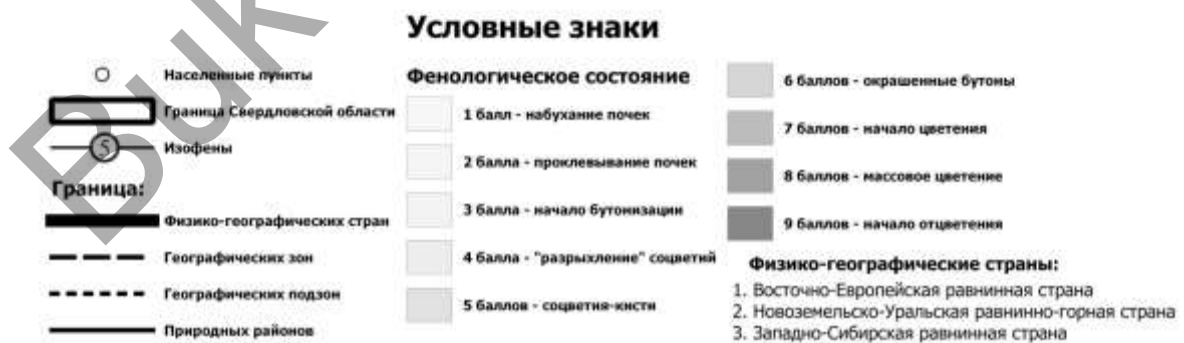 Условные знаки
Населенные пункты
Граница Свердловской области
5
Изофены
Граница:
Физико-географических стран
Географических зон
Географических подзон
Природных районов
Фенологическое состояние
1 балл - набухание почек
2 балла - проклевывание почек
3 балла - начало бутонизации
4 балла - "разрыхление" соцветий
5 баллов - соцветия-кисти
6 баллов - окрашенные бутоны
7 баллов - начало цветения
8 баллов - массовое цветение
9 баллов - начало отцветения
Физико-географические страны:
1. Восточно-Европейская равнинная страна
2. Новоземельско-Уральская равнинно-горная страна
3. Западно-Сибирская равнинная страна